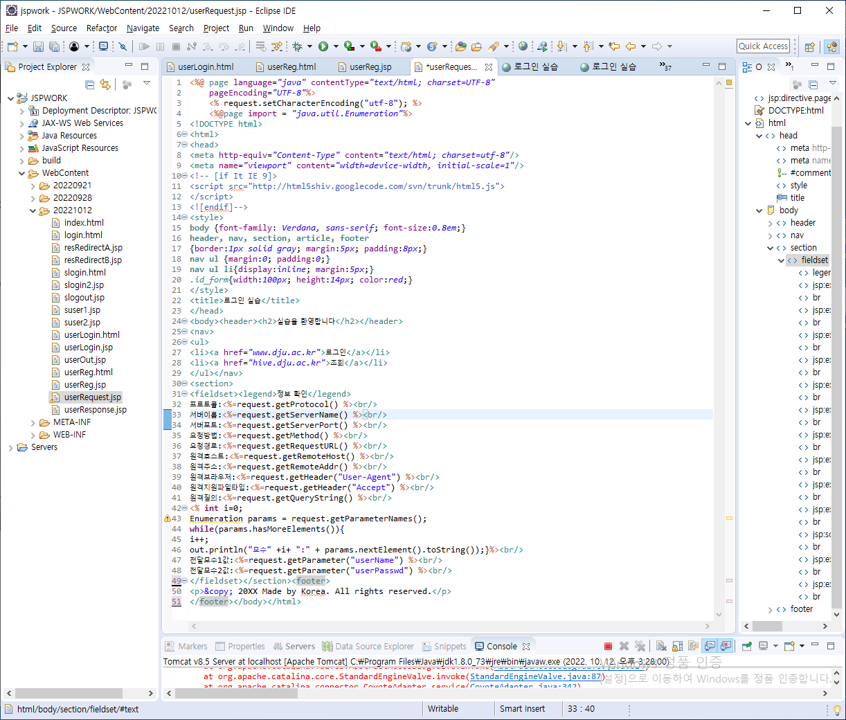 jspwork - JSPWORK/WebContent/20221012/userRequest.jsp - Eclipse IDE
File Edit Source Refactor Navigate Search Project Run Window Help
Quick Access
Project Explorer
userLogin.html
userReg.html
userReg.jsp
*userReques...
로그인 실습
로그인 실습
»37
O
»1
JSPWORK
Deployment Descriptor: JSPWC
JAX-WS Web Services
Java Resources
JavaScript Resources
build
WebContent
20220921
20220928
20221012
index.html
login.html
resRedirectA.jsp
resRedirectB.jsp
slogin.html
slogin2.jsp
slogout.jsp
suser1.jsp
suser2.jsp
userLogin.html
userLogin.jsp
userOut.jsp
userReg.html
userReg.jsp
userRequest.jsp
userResponse.jsp
META-INF
WEB-INF
Servers
1 <%@ page language="java" contentType="text/html; charset=UTF-8"
2 pageEncoding="UTF-8"%>
3 <% request.setCharacterEncoding("utf-8"); %>
4 <%@page import = "java.util.Enumeration"%>
5 <!DOCTYPE html>
6 <html>
7 <head>
8 <meta http-equiv="Content-Type" content="text/html; charset=utf-8"/>
9 <meta name="viewport" content="width=device-width, initial-scale=1"/>
10 <!-- [if It IE 9]>
11 <script src="http://html5shiv.googlecode.com/svn/trunk/html5.js">
12 </script>
13 <![endif]-->
14 <style>
15 body {font-family: Verdana, sans-serif; font-size:0.8em;}
16 header, nav, section, article, footer
17 {border:1px solid gray; margin:5px; padding:8px;}
18 nav ul {margin:0; padding:0;}
19 nav ul li{display:inline; margin:5px;}
20 .id_form{width:100px; height:14px; color:red;}
21 </style>
22 <title>로그인 실습</title>
23 </head>
24 <body><header><h2>실습을 환영합니다</h2></header>
25 <nav>
26 <ul>
27 <li><a href="www.dju.ac.kr">로그인</a></li>
28 <li><a href="hive.dju.ac.kr">조회</a></li>
29 </ul></nav>
30 <section>
31 <fieldset><legend>정보 확인</legend>
32 프로토콜:<%=request.getProtocol() %><br/>
33 서버이름:<%=request.getServerName() %><br/>
34 서버포트:<%=request.getServerPort() %><br/>
35 요청방법:<%=request.getMethod() %><br/>
36 요청경로:<%=request.getRequestURL() %><br/>
37 원격호스트:<%=request.getRemoteHost() %><br/>
38 원격주소:<%=request.getRemoteAddr() %><br/>
39 원격브라우저:<%=request.getHeader("User-Agent") %><br/>
40 원격지원파일타입:<%=request.getHeader("Accept") %><br/>
41 원격질의:<%=request.getQueryString() %><br/>
42 <% int i=0;
43 Enumeration params = request.getParameterNames();
44 while(params.hasMoreElements()){
45 i++;
46 out.println("모수" +i+ ":" + params.nextElement().toString());}%><br/>
47 전달모수1값:<%=request.getParameter("userName") %><br/>
48 전달모수2값:<%=request.getParameter("userPasswd") %><br/>
49 </fieldset></section><footer>
50 <p>&copy; 20XX Made by Korea. All rights reserved.</p>
51 </footer></body></html>
jsp:directive.page
DOCTYPE:html
html
head
meta http-
meta name
#comment
style
title
body
header
nav
section
fieldset
leger
jsp:ex
br
jsp:ex
br
jsp:ex
br
jsp:ex
br
jsp:ex
br
jsp:ex
br
jsp:ex
br
jsp:ex
br
jsp:ex
br
jsp:ex
br
jsp:sc
br
jsp:ex
br
jsp:ex
br
footer
Markers
Properties
Servers
Data Source Explorer
Snippets
Console
Tomcat v8.5 Server at localhost [Apache Tomcat] C:₩Program Files₩Java₩jdk1.8.0_73₩jre₩bin₩javaw.exe (2022. 10. 12. 오후 3:28:00)
정품 인증
at org.apache.catalina.core.StandardEngineValve.invoke(StandardEngineValve.java:87)
[설정]으로 이동하여 Windows를 정품 인증합니다.
at org.apache.catalina.connector.CoyoteAdapter.service(CoyoteAdapter.java:342)
html/body/section/fieldset/#text
Writable
Smart Insert
33 : 40